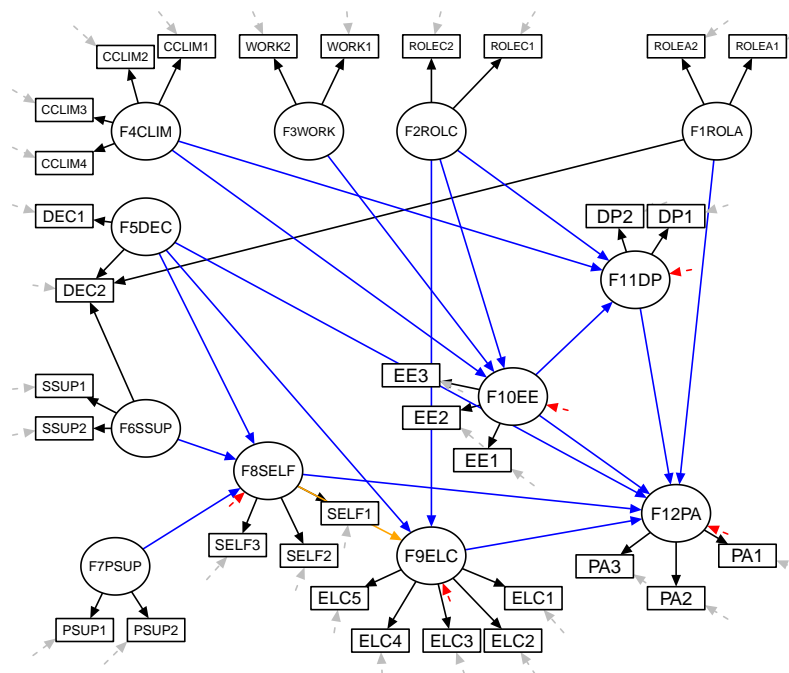 CCLIM2
CCLIM1
WORK2
WORK1
ROLEC2
ROLEC1
ROLEA2
ROLEA1
CCLIM3
F4CLIM
F3WORK
F2ROLC
F1ROLA
CCLIM4
DEC1
F5DEC
DP2
DP1
DEC2
F11DP
SSUP1
EE3
F10EE
SSUP2
F6SSUP
EE2
EE1
F8SELF
SELF1
F12PA
SELF3
SELF2
F9ELC
PA1
F7PSUP
PA3
PA2
ELC5
ELC1
PSUP1
PSUP2
ELC4
ELC3
ELC2